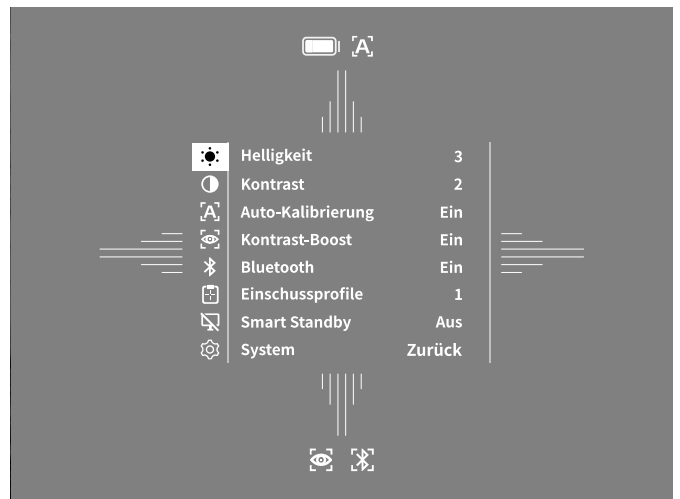 [A]
Helligkeit 3
Kontrast 2
[A] Auto-Kalibrierung Ein
Kontrast-Boost Ein
Bluetooth Ein
Einschussprofile 1
Smart Standby Aus
System Zurück